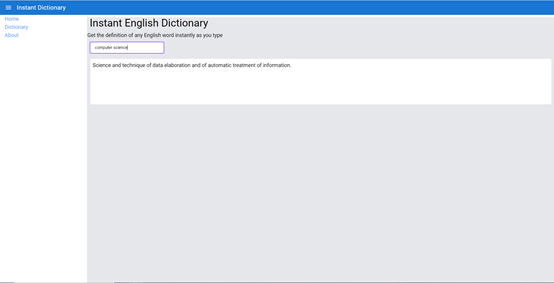 Instant Dictionary
Home
Dictionary
About
Instant English Dictionary
Get the definition of any English word instantly as you type
computer science
Science and technique of data elaboration and of automatic treatment of information.